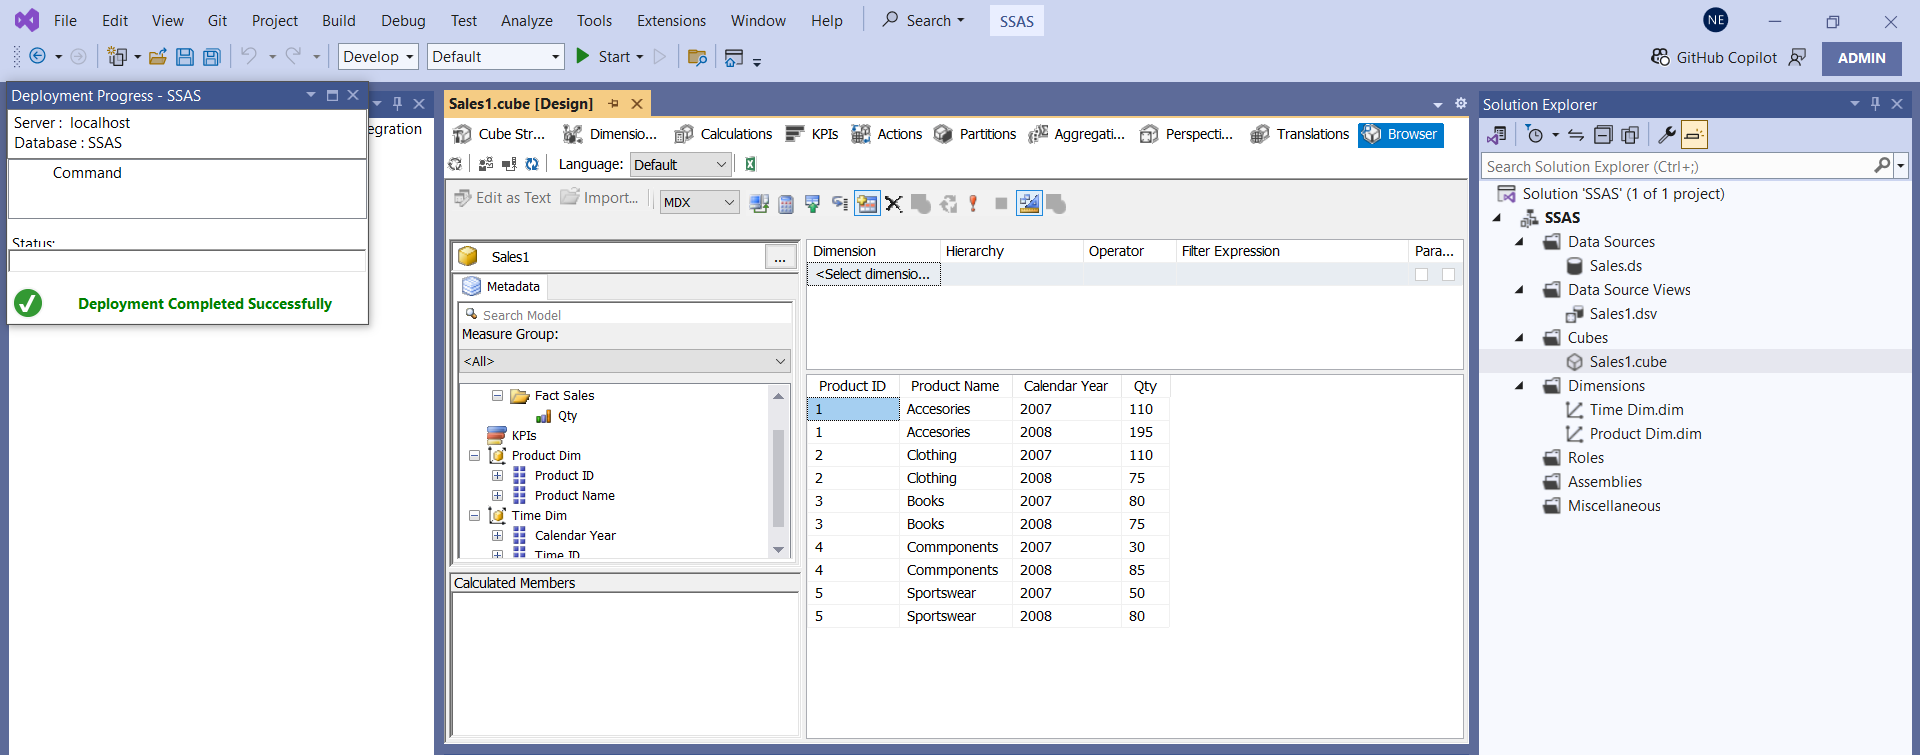 File Edit View Git Project Build Debug Test Analyze Tools Extensions Window Help Search SSAS NE
Develop Default Start GitHub Copilot ADMIN
Deployment Progress - SSAS
Server : localhost
Database : SSAS
Command
Status:
Deployment Completed Successfully
egration
Sales1.cube [Design]
Cube Str... Dimensio... Calculations KPIs Actions Partitions Aggregati... Perspecti... Translations Browser
Language: Default
Edit as Text Import... MDX
Sales1 ...
Metadata
Search Model
Measure Group:
<All>
Fact Sales
Qty
KPIs
Product Dim
Product ID
Product Name
Time Dim
Calendar Year
Time ID
Calculated Members
Dimension Hierarchy Operator Filter Expression Para...
<Select dimensio...
Product ID Product Name Calendar Year Qty
1 Accesories 2007 110
1 Accesories 2008 195
2 Clothing 2007 110
2 Clothing 2008 75
3 Books 2007 80
3 Books 2008 75
4 Commponents 2007 30
4 Commponents 2008 85
5 Sportswear 2007 50
5 Sportswear 2008 80
Solution Explorer
Search Solution Explorer (Ctrl+;)
Solution 'SSAS' (1 of 1 project)
SSAS
Data Sources
Sales.ds
Data Source Views
Sales1.dsv
Cubes
Sales1.cube
Dimensions
Time Dim.dim
Product Dim.dim
Roles
Assemblies
Miscellaneous